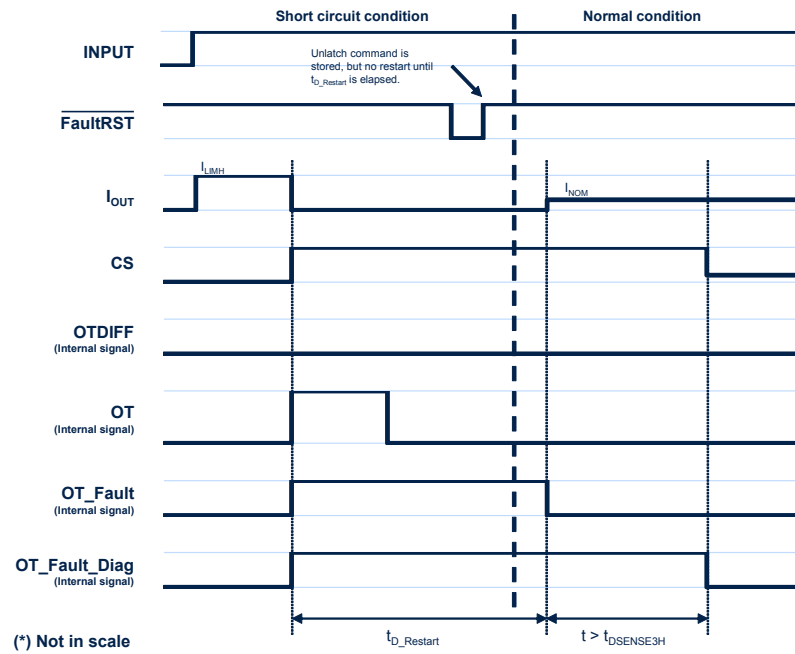 Short circuit condition
Normal condition
INPUT
Unlatch command is
stored, but no restart until
tD_Restart is elapsed.
FaultRST
ILIMH
INOM
IOUT
CS
OTDIFF
(Internal signal)
OT
(Internal signal)
OT_Fault
(Internal signal)
OT_Fault_Diag
(Internal signal)
tD_Restart
t > tDSENSE3H
(*) Not in scale